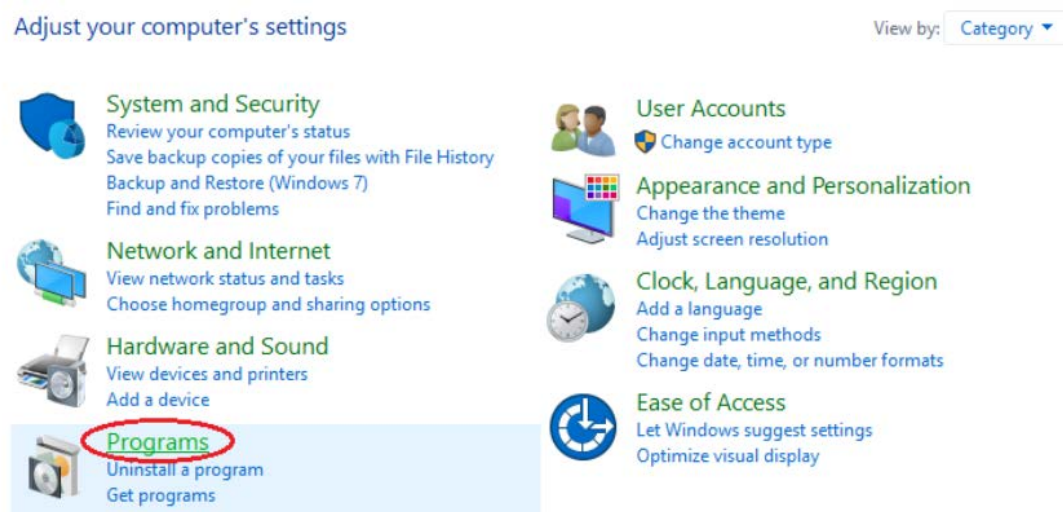 Adjust your computer's settings
View by: Category
System and Security
Review your computer's status
Save backup copies of your files with File History
Backup and Restore (Windows 7)
Find and fix problems
Network and Internet
View network status and tasks
Choose homegroup and sharing options
Hardware and Sound
View devices and printers
Add a device
Programs
Uninstall a program
Get programs
User Accounts
Change account type
Appearance and Personalization
Change the theme
Adjust screen resolution
Clock, Language, and Region
Add a language
Change input methods
Change date, time, or number formats
Ease of Access
Let Windows suggest settings
Optimize visual display